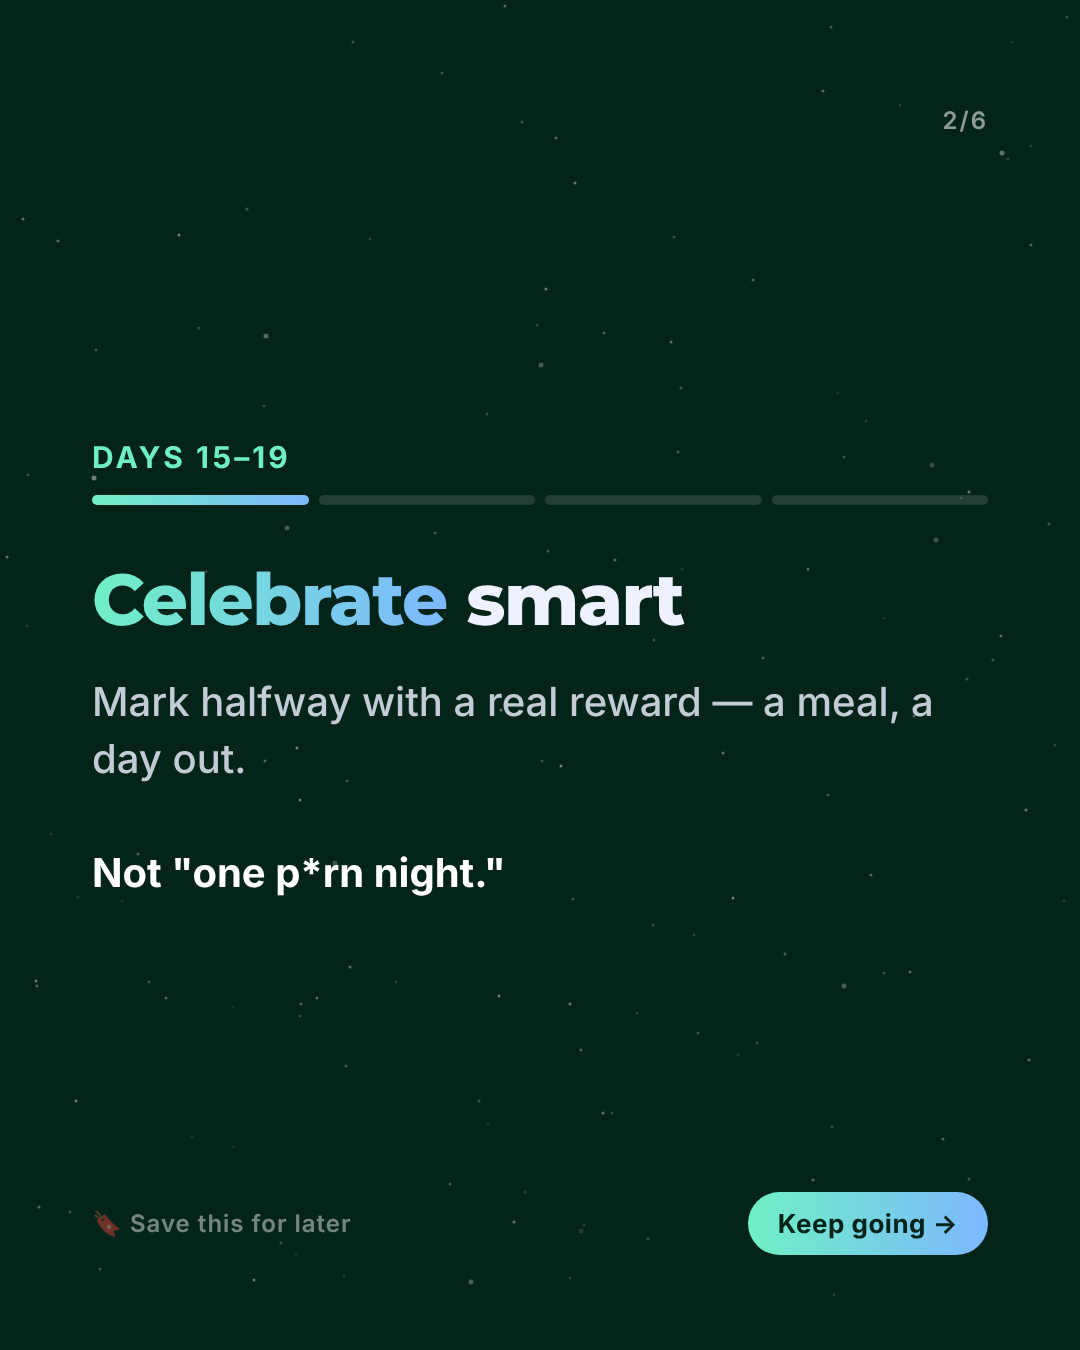 2/6
DAYS 15–19
Celebrate smart
Mark halfway with a real reward — a meal, a
day out.
Not "one p*rn night."
🔖 Save this for later
Keep going →